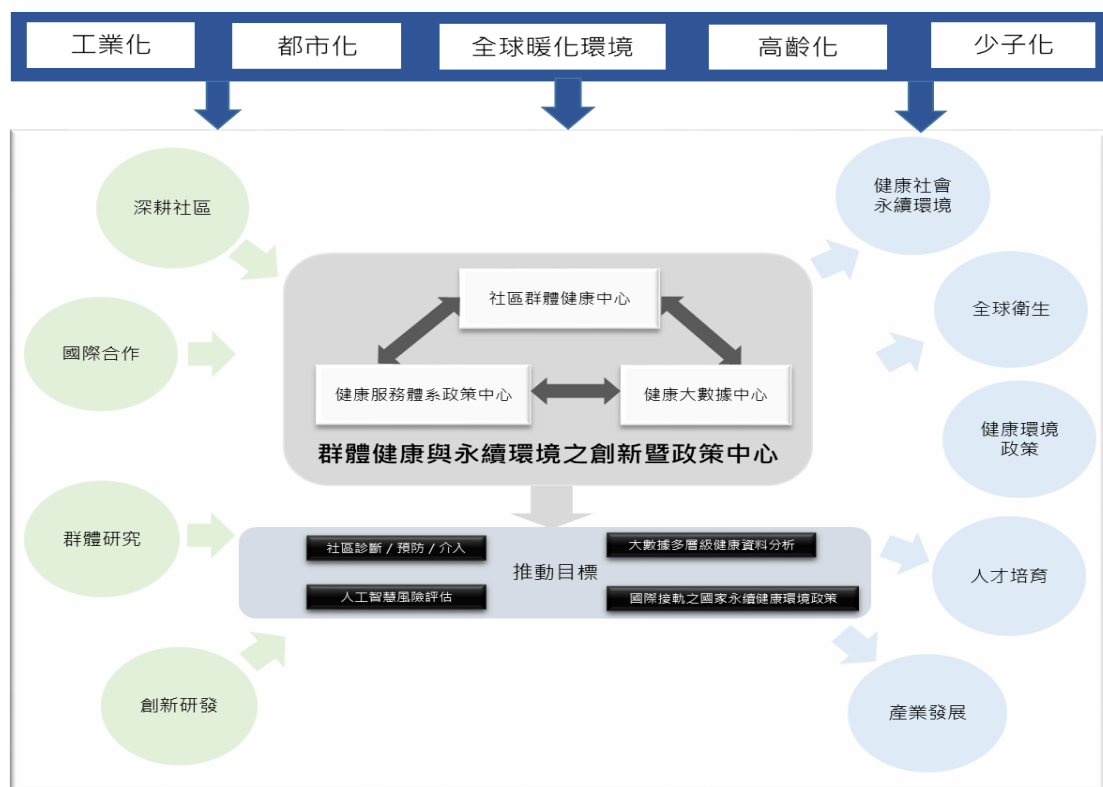 工業化
都市化
全球暖化環境
高齡化
少子化
深耕社區
國際合作
群體研究
創新研發
社區群體健康中心
健康服務體系政策中心
健康大數據中心
群體健康與永續環境之創新暨政策中心
社區診斷 / 預防 / 介入
大數據多層級健康資料分析
推動目標
人工智慧風險評估
國際接軌之國家永續健康環境政策
健康社會
永續環境
全球衛生
健康環境
政策
人才培育
產業發展